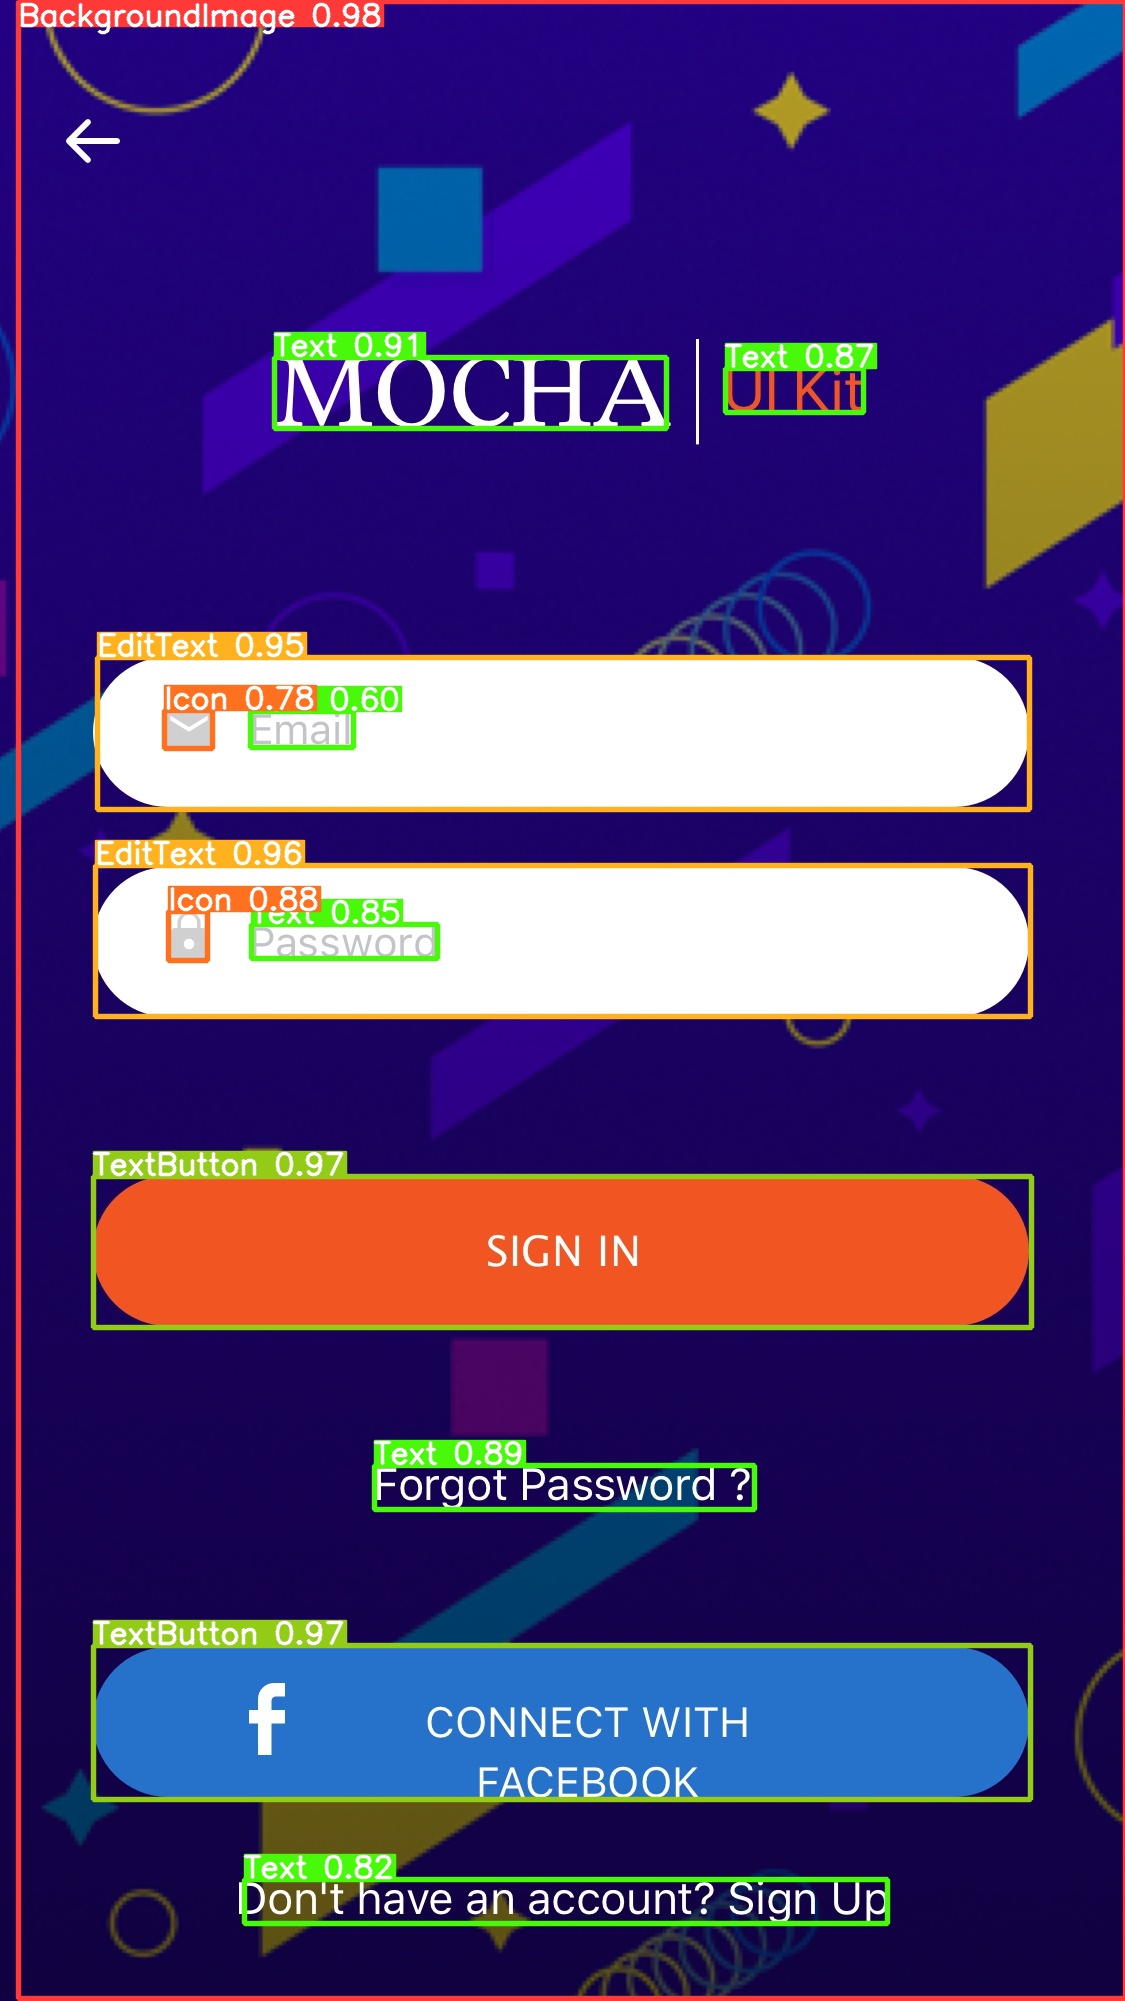 BackgroundImage 0.98
Text 0.91
Text 0.87
MOCHA
UI Kit
EditText 0.95
Icon 0.78 0.60
Email
EditText 0.96
Icon 0.88
Text 0.85
Password
TextButton 0.97
SIGN IN
Text 0.89
Forgot Password ?
TextButton 0.97
f
CONNECT WITH
FACEBOOK
Text 0.82
Don't have an account? Sign Up